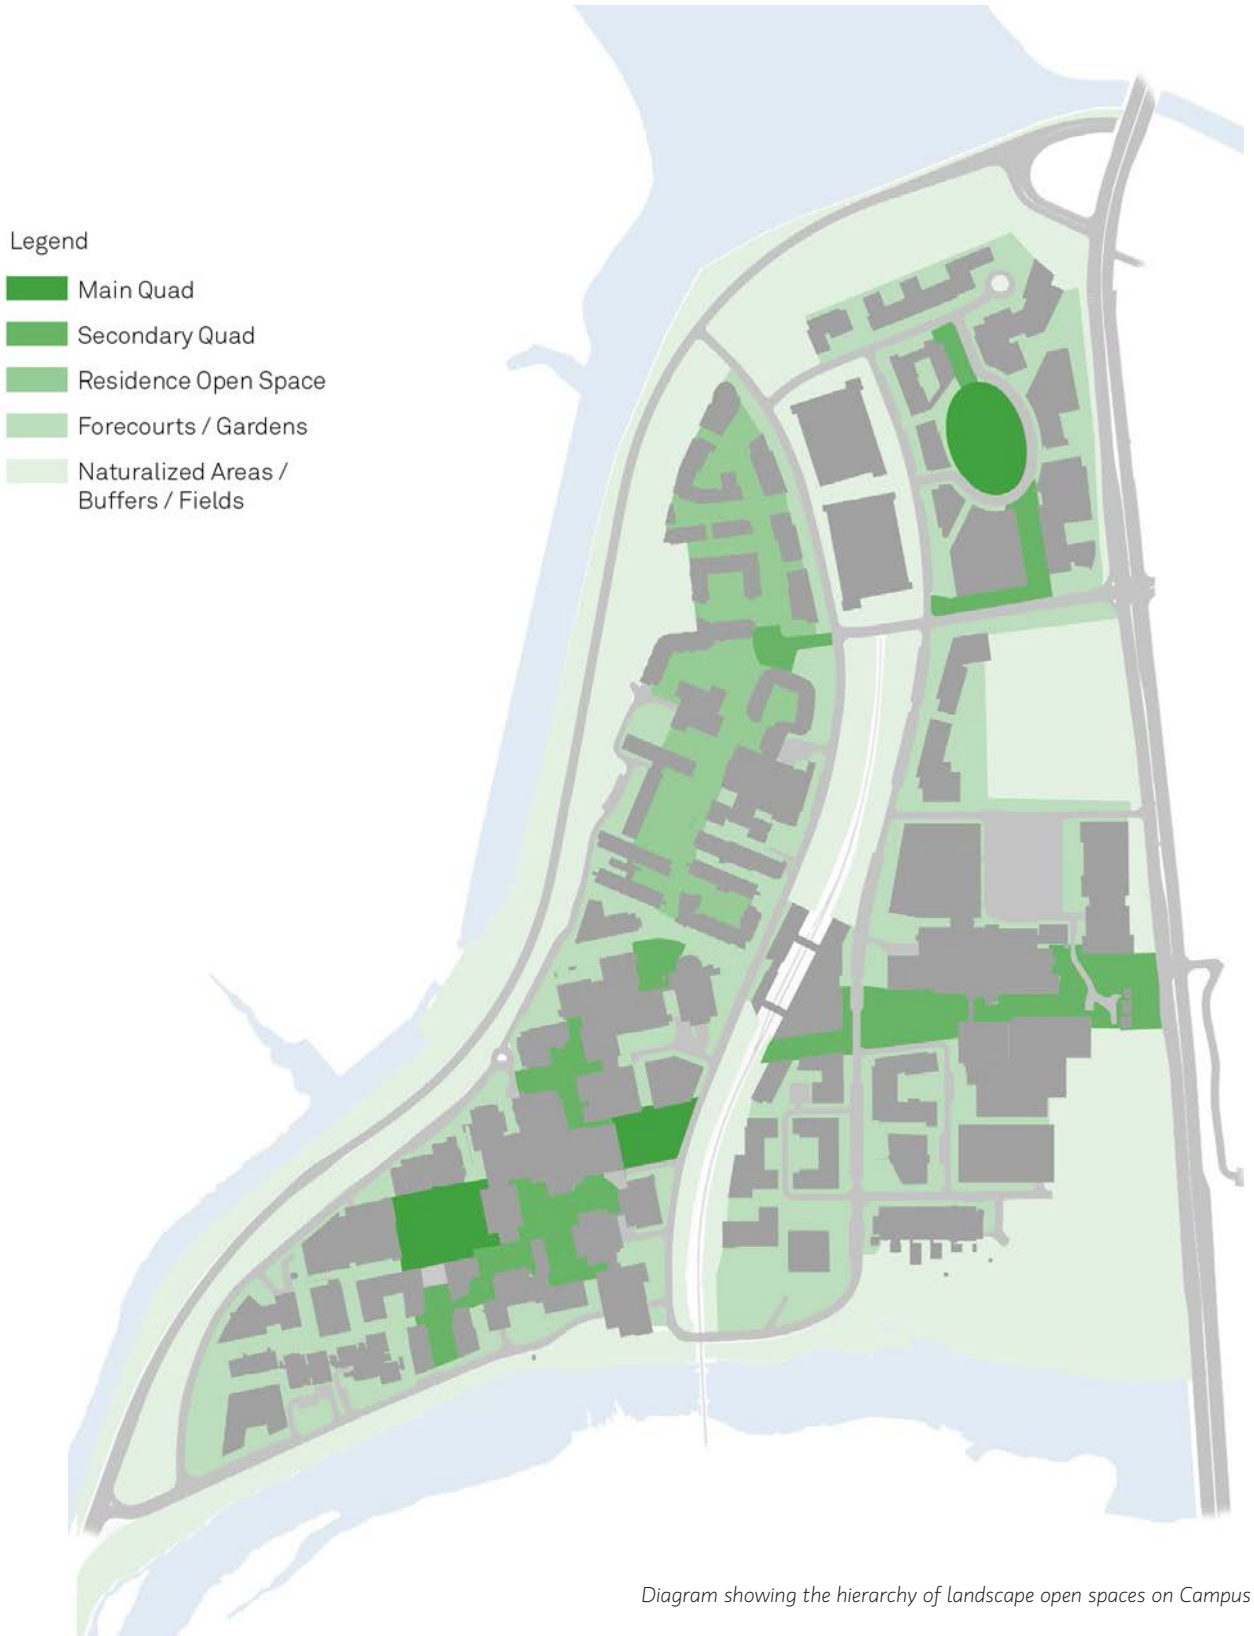 Legend
Main Quad
Secondary Quad
Residence Open Space
Forecourts / Gardens
Naturalized Areas /
Buffers / Fields
Diagram showing the hierarchy of landscape open spaces on Campus